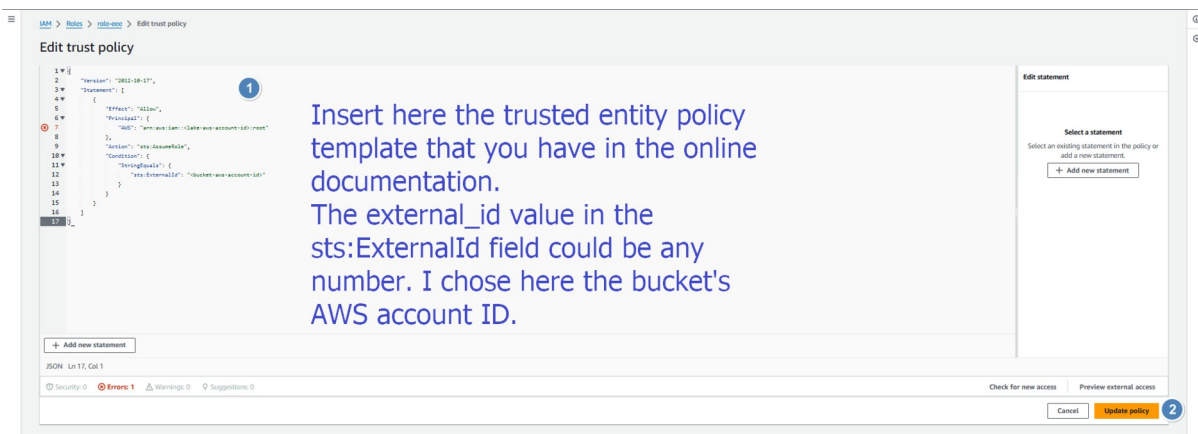 IAM > Roles > role-eee > Edit trust policy
Edit trust policy
1 {
2 "Version": "2012-10-17",
3 "Statement": [
4 {
5 "Effect": "Allow",
6 "Principal": {
7 "AWS": "arn:aws:iam::<lake-aws-account-id>:root"
8 },
9 "Action": "sts:AssumeRole",
10 "Condition": {
11 "StringEquals": {
12 "sts:ExternalId": "<bucket-aws-account-id>"
13 }
14 }
15 }
16 ]
17 }
1
Insert here the trusted entity policy
template that you have in the online
documentation.
The external_id value in the
sts:ExternalId field could be any
number. I chose here the bucket's
AWS account ID.
Edit statement
Select a statement
Select an existing statement in the policy or
add a new statement.
+ Add new statement
+ Add new statement
JSON Ln 17, Col 1
Security: 0 Errors: 1 Warnings: 0 Suggestions: 0
Check for new access Preview external access
Cancel Update policy 2